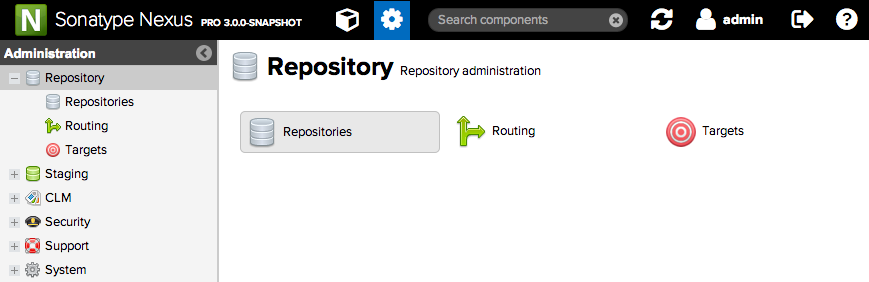 N Sonatype Nexus PRO 3.0.0-SNAPSHOT Search components admin ?
Administration
Repository
Repositories
Routing
Targets
Staging
CLM
Security
Support
System
Repository Repository administration
Repositories Routing Targets